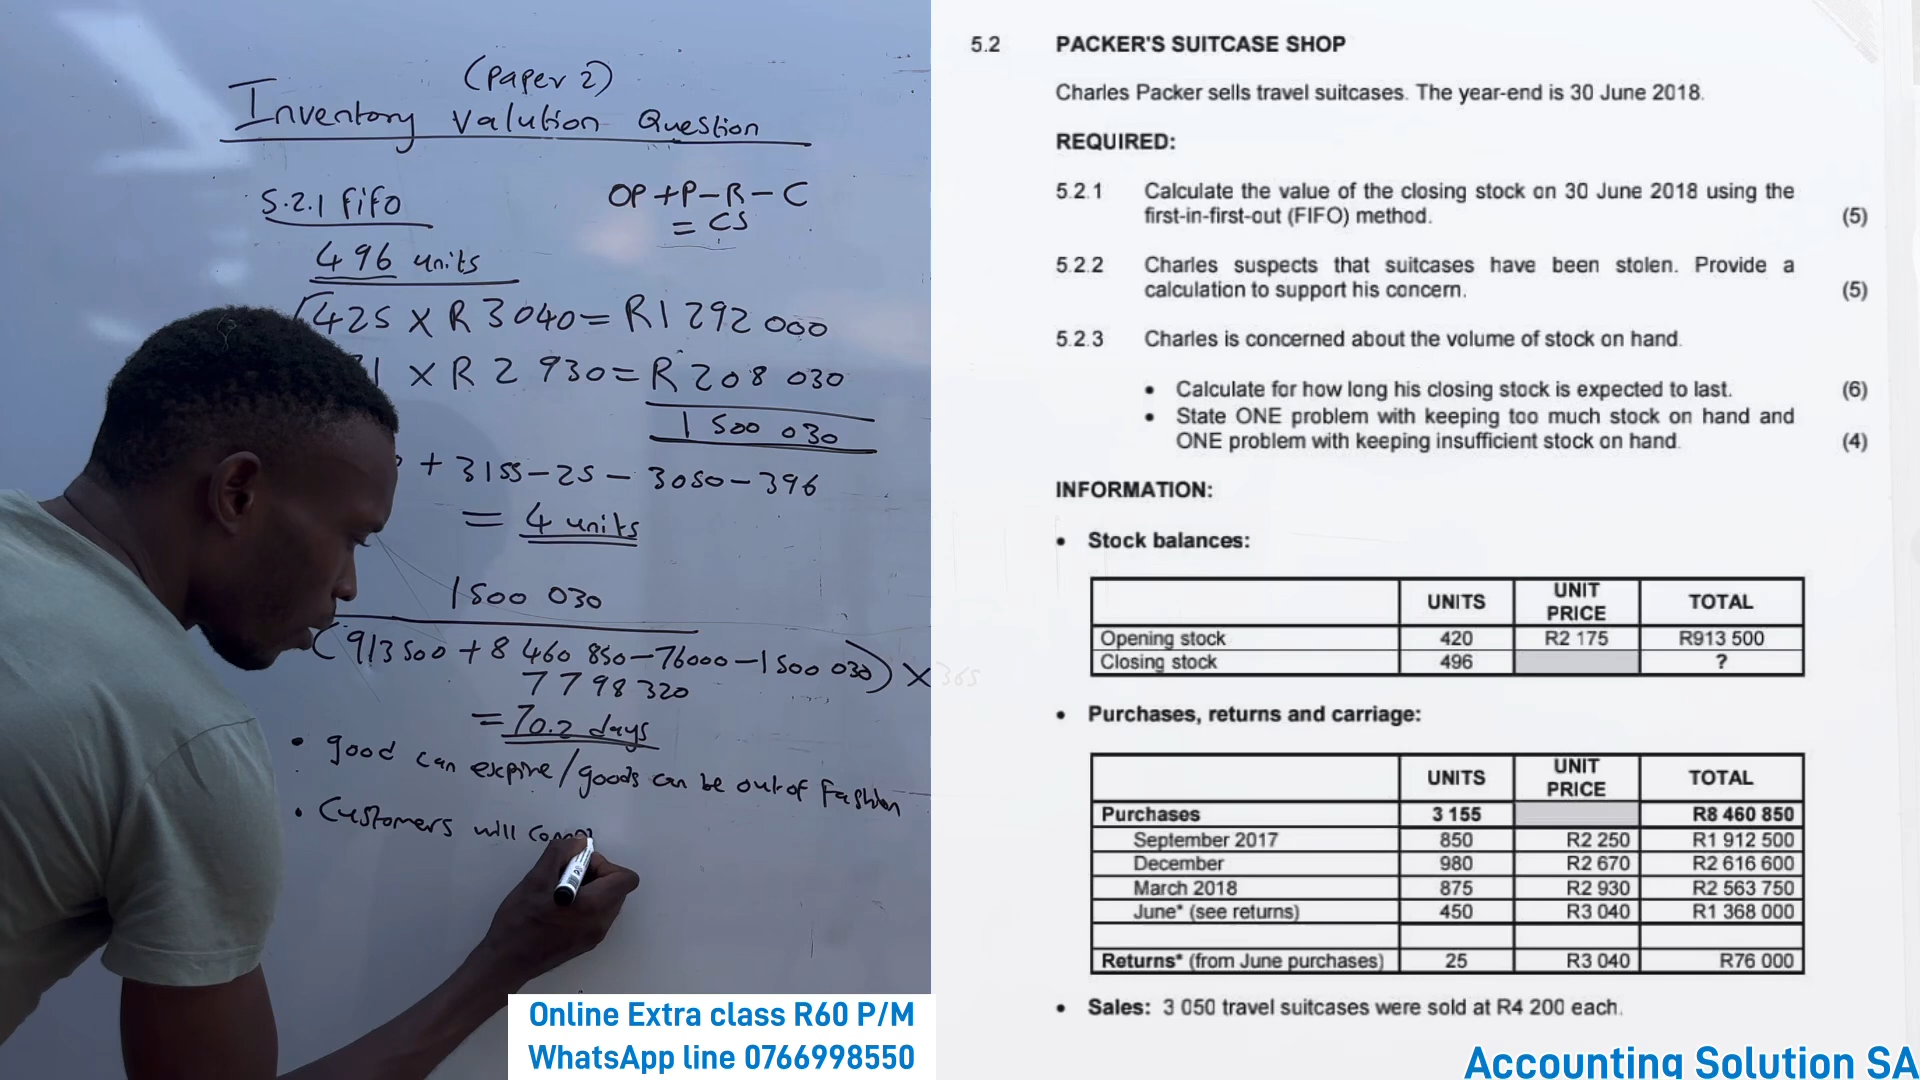 (Paper 2)
Inventory Valution Question
5.2.1 fifo
OP + P - R - C
= CS
496 units
425 X R 3040 = R1 292 000
1 X R 2 930 = R 208 030
1 500 030
+ 3155 - 25 - 3050 - 396
= 4 units
1 500 030
(913 500 + 8 460 850 - 76000 - 1 500 030) X 365
7 798 320
= 70.2 days
• good can expire/goods can be out of Fashion
• Customers will
Online Extra class R60 P/M
WhatsApp line 0766998550
5.2 PACKER'S SUITCASE SHOP
Charles Packer sells travel suitcases. The year-end is 30 June 2018.
REQUIRED:
5.2.1 Calculate the value of the closing stock on 30 June 2018 using the
first-in-first-out (FIFO) method. (5)
5.2.2 Charles suspects that suitcases have been stolen. Provide a
calculation to support his concern. (5)
5.2.3 Charles is concerned about the volume of stock on hand.
• Calculate for how long his closing stock is expected to last. (6)
• State ONE problem with keeping too much stock on hand and
ONE problem with keeping insufficient stock on hand. (4)
INFORMATION:
• Stock balances:
UNITS UNIT PRICE TOTAL
Opening stock 420 R2 175 R913 500
Closing stock 496 ?
• Purchases, returns and carriage:
UNITS UNIT PRICE TOTAL
Purchases 3 155 R8 460 850
September 2017 850 R2 250 R1 912 500
December 980 R2 670 R2 616 600
March 2018 875 R2 930 R2 563 750
June* (see returns) 450 R3 040 R1 368 000
Returns* (from June purchases) 25 R3 040 R76 000
• Sales: 3 050 travel suitcases were sold at R4 200 each.
Accounting Solution SA